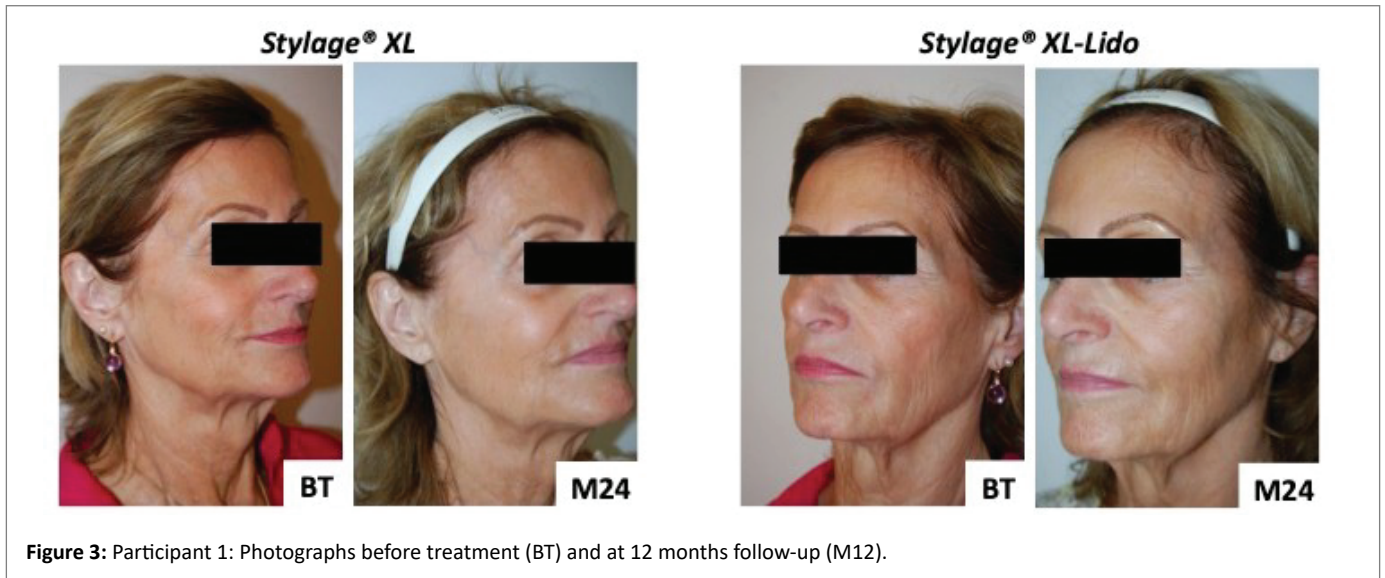 Stylage® XL
Stylage® XL-Lido
BT
M24
BT
M24
Figure 3: Participant 1: Photographs before treatment (BT) and at 12 months follow-up (M12).